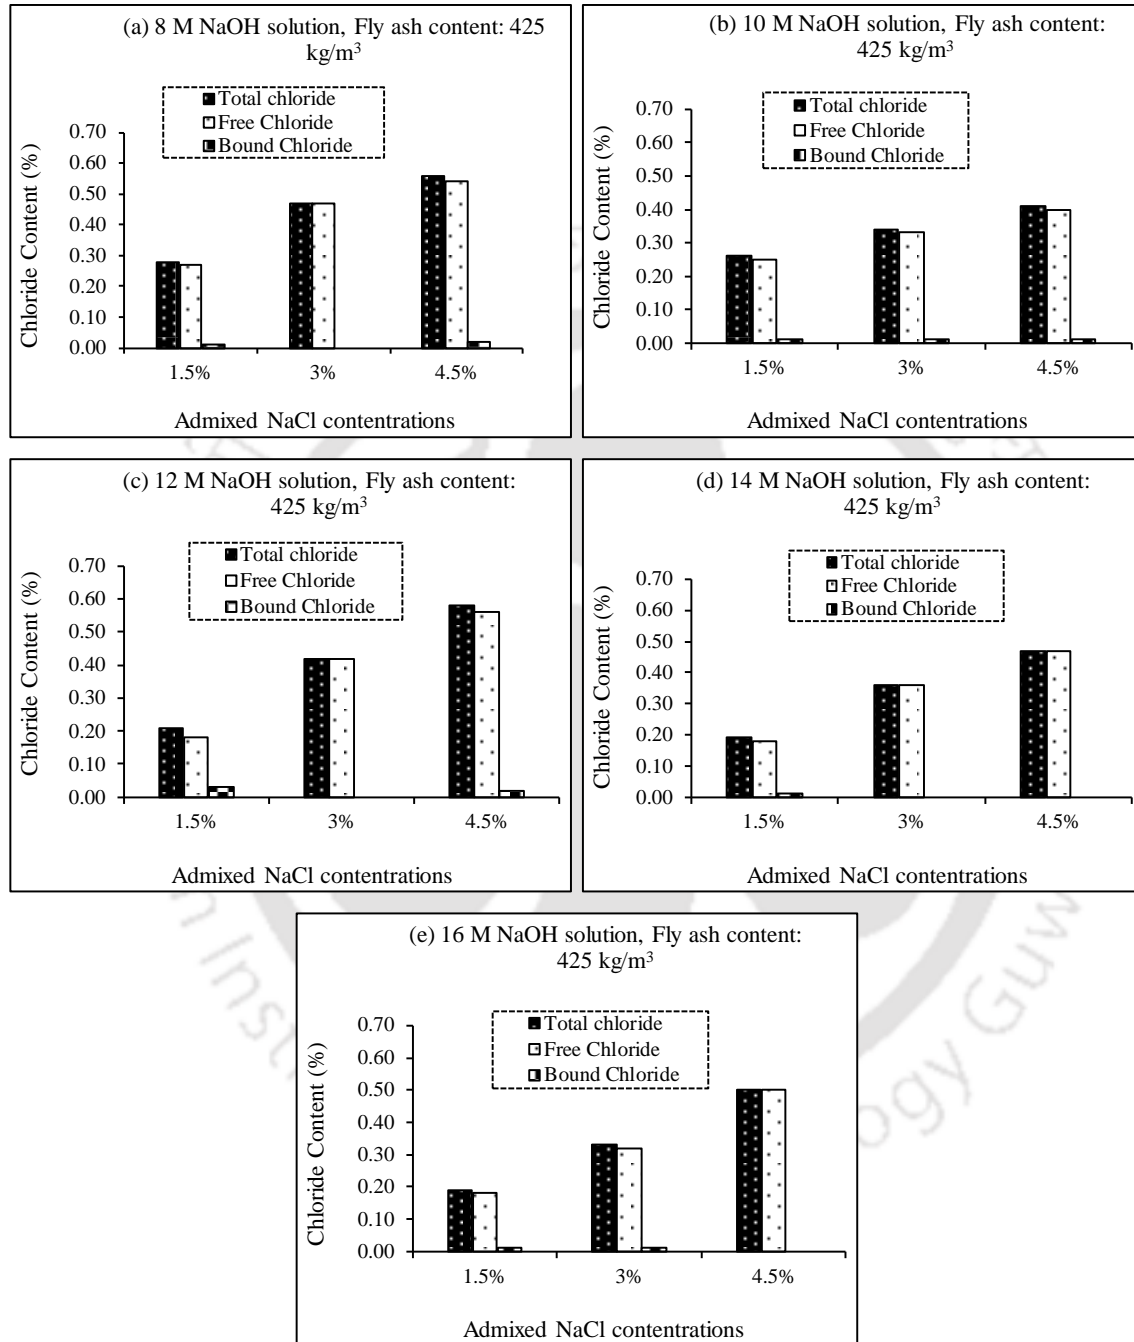 (a) 8 M NaOH solution, Fly ash content: 425
kg/m³
Total chloride
Free Chloride
Bound Chloride
Chloride Content (%)
0.70
0.60
0.50
0.40
0.30
0.20
0.10
0.00
1.5% 3% 4.5%
Admixed NaCl contentrations
(b) 10 M NaOH solution, Fly ash content:
425 kg/m³
Total chloride
Free Chloride
Bound Chloride
Chloride Content (%)
0.70
0.60
0.50
0.40
0.30
0.20
0.10
0.00
1.5% 3% 4.5%
Admixed NaCl contentrations
(c) 12 M NaOH solution, Fly ash content:
425 kg/m³
Total chloride
Free Chloride
Bound Chloride
Chloride Content (%)
0.70
0.60
0.50
0.40
0.30
0.20
0.10
0.00
1.5% 3% 4.5%
Admixed NaCl contentrations
(d) 14 M NaOH solution, Fly ash content:
425 kg/m³
Total chloride
Free Chloride
Bound Chloride
Chloride Content (%)
0.70
0.60
0.50
0.40
0.30
0.20
0.10
0.00
1.5% 3% 4.5%
Admixed NaCl contentrations
(e) 16 M NaOH solution, Fly ash content:
425 kg/m³
Total chloride
Free Chloride
Bound Chloride
Chloride Content (%)
0.70
0.60
0.50
0.40
0.30
0.20
0.10
0.00
1.5% 3% 4.5%
Admixed NaCl contentrations